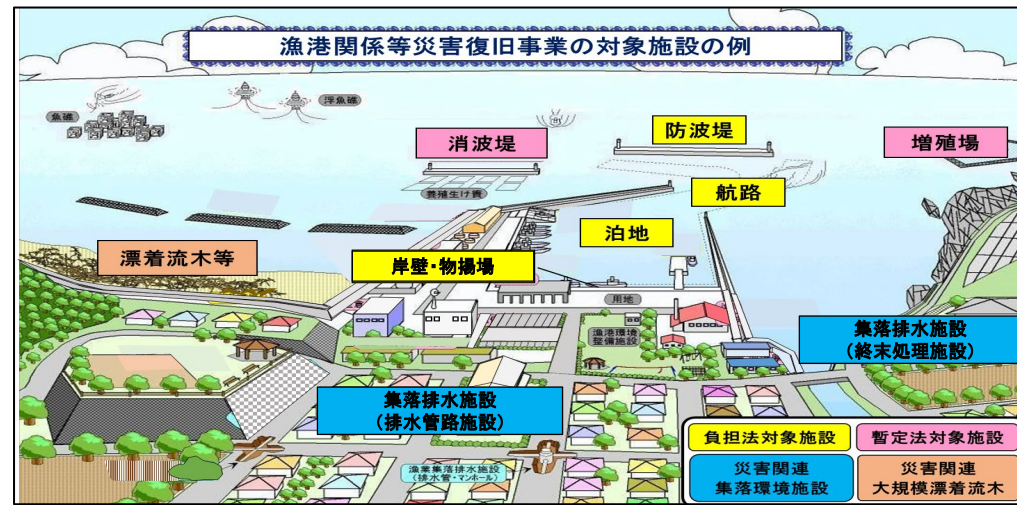 漁港関係等災害復旧事業の対象施設の例
浮魚礁
魚礁
消波堤
防波堤
増殖場
養殖生け簀
航路
泊地
漂着流木等
岸壁・物揚場
用地
漁港環境
整備施設
集落排水施設
(終末処理施設)
集落排水施設
(排水管路施設)
漁業集落排水施設
(排水管・マンホール)
負担法対象施設
暫定法対象施設
災害関連
集落環境施設
災害関連
大規模漂着流木